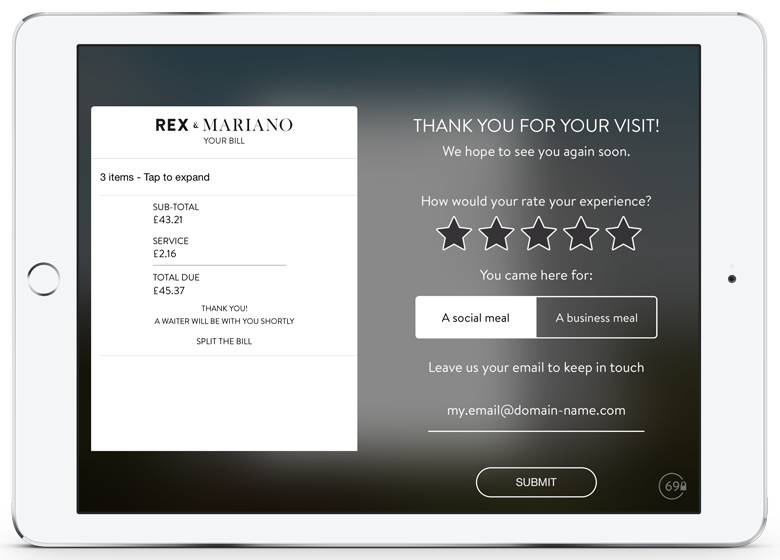 REX & MARIANO
YOUR BILL
3 items - Tap to expand
SUB-TOTAL
£43.21
SERVICE
£2.16
TOTAL DUE
£45.37
THANK YOU!
A WAITER WILL BE WITH YOU SHORTLY
SPLIT THE BILL
THANK YOU FOR YOUR VISIT!
We hope to see you again soon.
How would your rate your experience?
You came here for:
A social meal
A business meal
Leave us your email to keep in touch
my.email@domain-name.com
SUBMIT
69